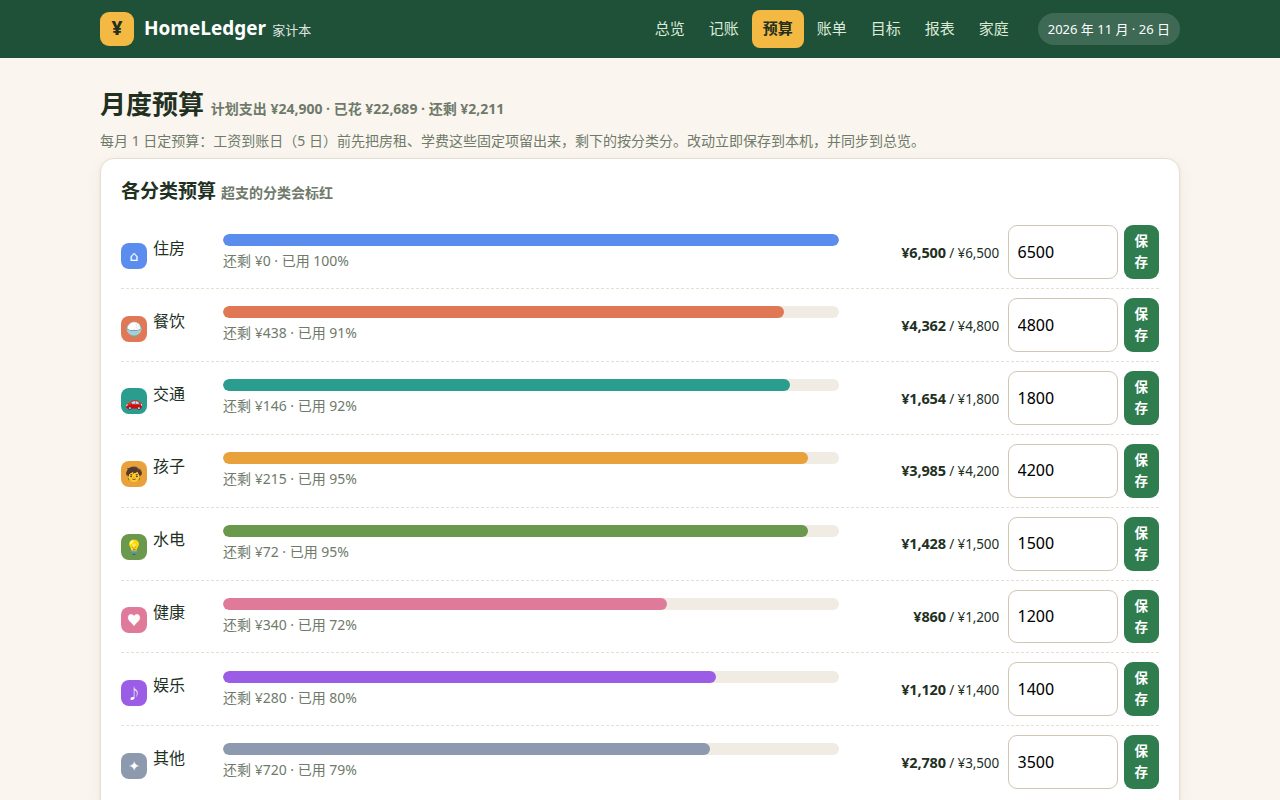 ¥ HomeLedger 家计本 总览 记账 预算 账单 目标 报表 家庭 2026 年 11 月 · 26 日
月度预算 计划支出 ¥24,900 · 已花 ¥22,689 · 还剩 ¥2,211
每月 1 日定预算：工资到账日（5 日）前先把房租、学费这些固定项留出来，剩下的按分类分。改动立即保存到本机，并同步到总览。
各分类预算 超支的分类会标红
住房
还剩 ¥0 · 已用 100%
¥6,500 / ¥6,500 6500 保存
餐饮
还剩 ¥438 · 已用 91%
¥4,362 / ¥4,800 4800 保存
交通
还剩 ¥146 · 已用 92%
¥1,654 / ¥1,800 1800 保存
孩子
还剩 ¥215 · 已用 95%
¥3,985 / ¥4,200 4200 保存
水电
还剩 ¥72 · 已用 95%
¥1,428 / ¥1,500 1500 保存
健康
还剩 ¥340 · 已用 72%
¥860 / ¥1,200 1200 保存
娱乐
还剩 ¥280 · 已用 80%
¥1,120 / ¥1,400 1400 保存
其他
还剩 ¥720 · 已用 79%
¥2,780 / ¥3,500 3500 保存